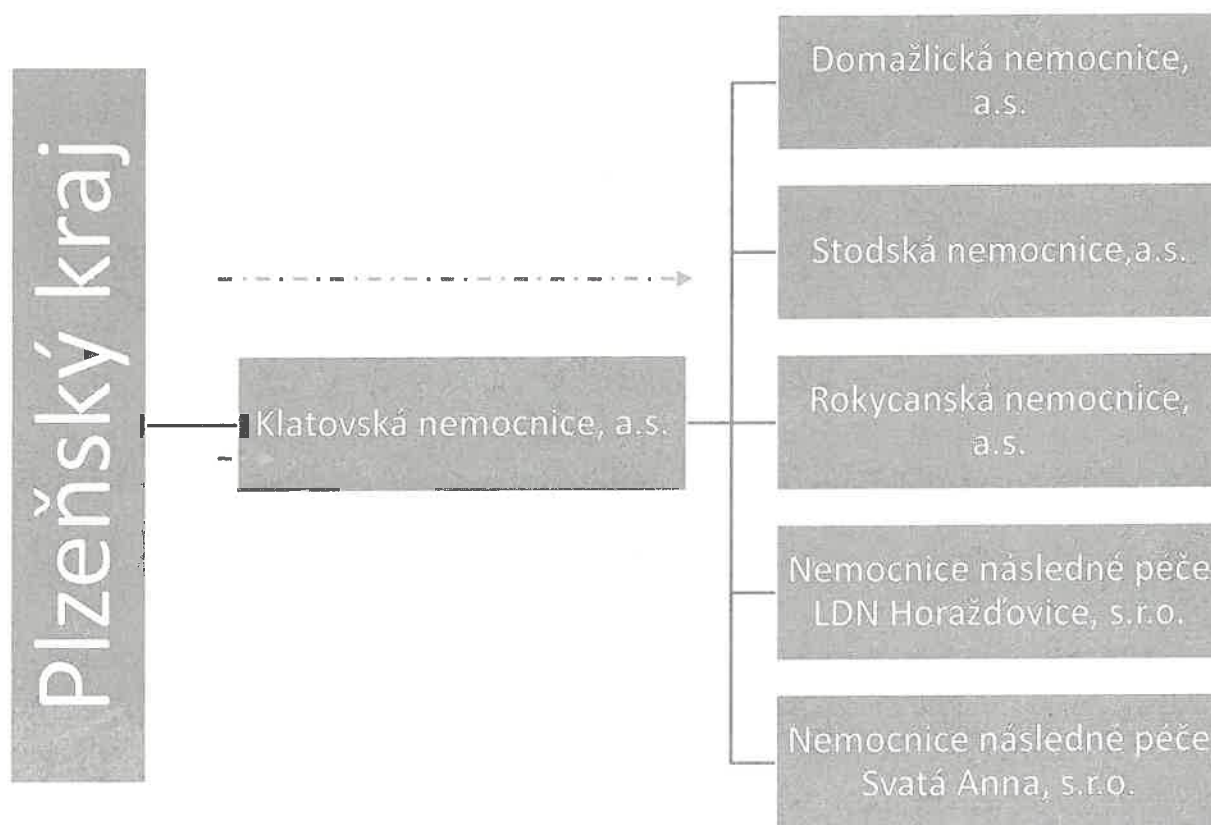 Plzeňský kraj
Klatovská nemocnice, a.s.
Domažlická nemocnice,
a.s.
Stodská nemocnice,a.s.
Rokycanská nemocnice,
a.s.
Nemocnice následné péče
LDN Horažďovice, s.r.o.
Nemocnice následné péče
Svatá Anna, s.r.o.